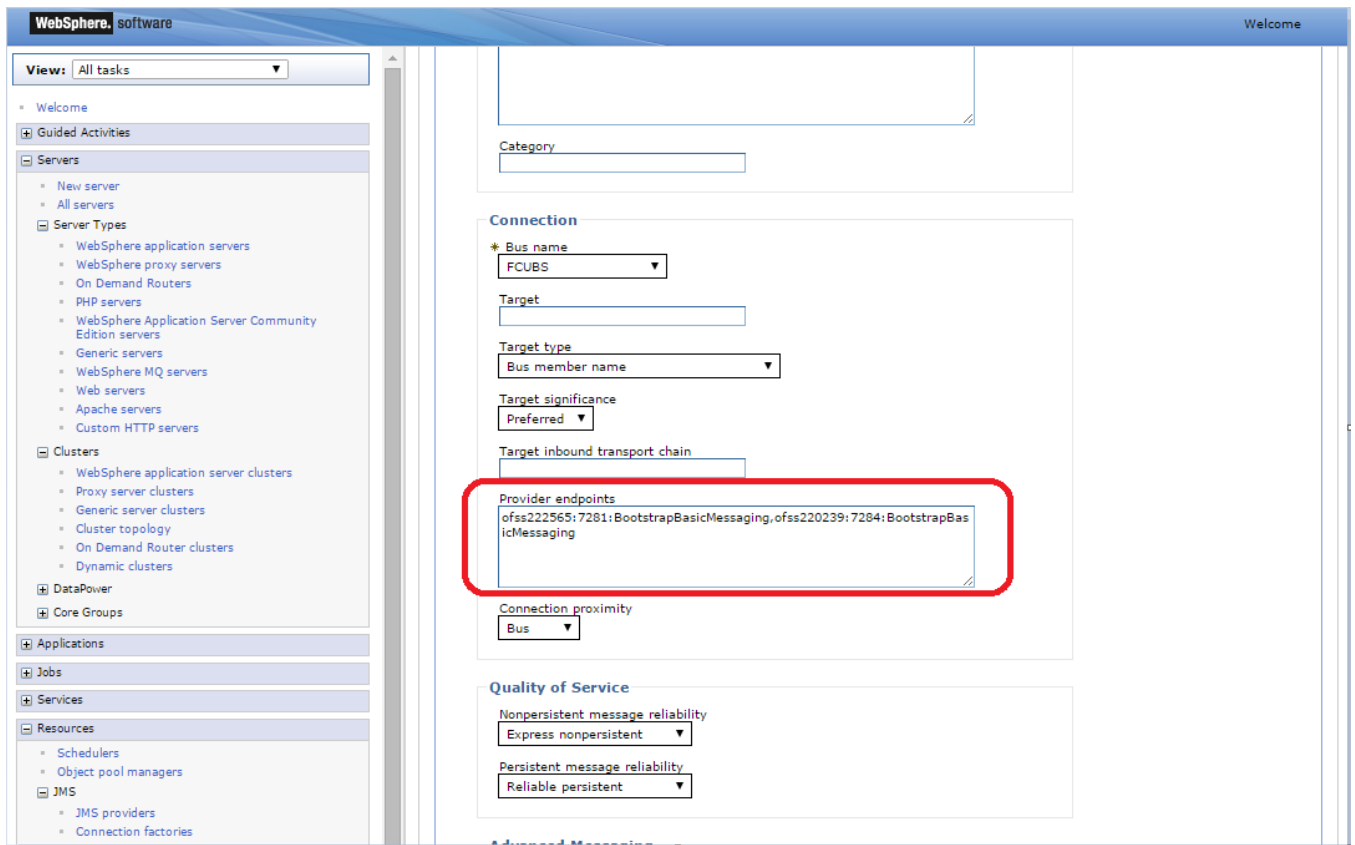 WebSphere. software
Welcome
View: All tasks
Welcome
Guided Activities
Servers
New server
All servers
Server Types
WebSphere application servers
WebSphere proxy servers
On Demand Routers
PHP servers
WebSphere Application Server Community
Edition servers
Generic servers
WebSphere MQ servers
Web servers
Apache servers
Custom HTTP servers
Clusters
WebSphere application server clusters
Proxy server clusters
Generic server clusters
Cluster topology
On Demand Router clusters
Dynamic clusters
DataPower
Core Groups
Applications
Jobs
Services
Resources
Schedulers
Object pool managers
JMS
JMS providers
Connection factories
Category
Connection
* Bus name
FCUBS
Target
Target type
Bus member name
Target significance
Preferred
Target inbound transport chain
Provider endpoints
ofss222565:7281:BootstrapBasicMessaging,ofss220239:7284:BootstrapBas
icMessaging
Connection proximity
Bus
Quality of Service
Nonpersistent message reliability
Express nonpersistent
Persistent message reliability
Reliable persistent
Advanced Messaging